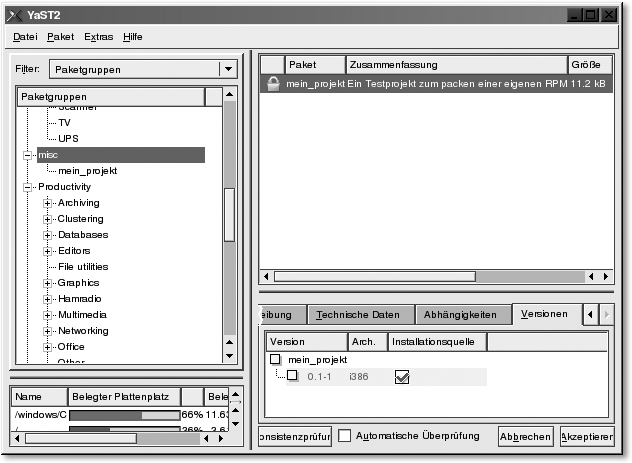 YaST2
Datei Paket Extras Hilfe
Filter: Paketgruppen
Paketgruppen
Scanner
TV
UPS
misc
mein_projekt
Productivity
Archiving
Clustering
Databases
Editors
File utilities
Graphics
Hamradio
Multimedia
Networking
Office
Other
Name Belegter Plattenplatz Bele
/windows/C 66% 11.63
/ 36% 3.6
Paket Zusammenfassung Größe
mein_projekt Ein Testprojekt zum packen einer eigenen RPM 11.2 kB
eibung Technische Daten Abhängigkeiten Versionen
Version Arch. Installationsquelle
mein_projekt
0.1-1 i386
onsistenzprüfur Automatische Überprüfung Abbrechen Akzeptieren